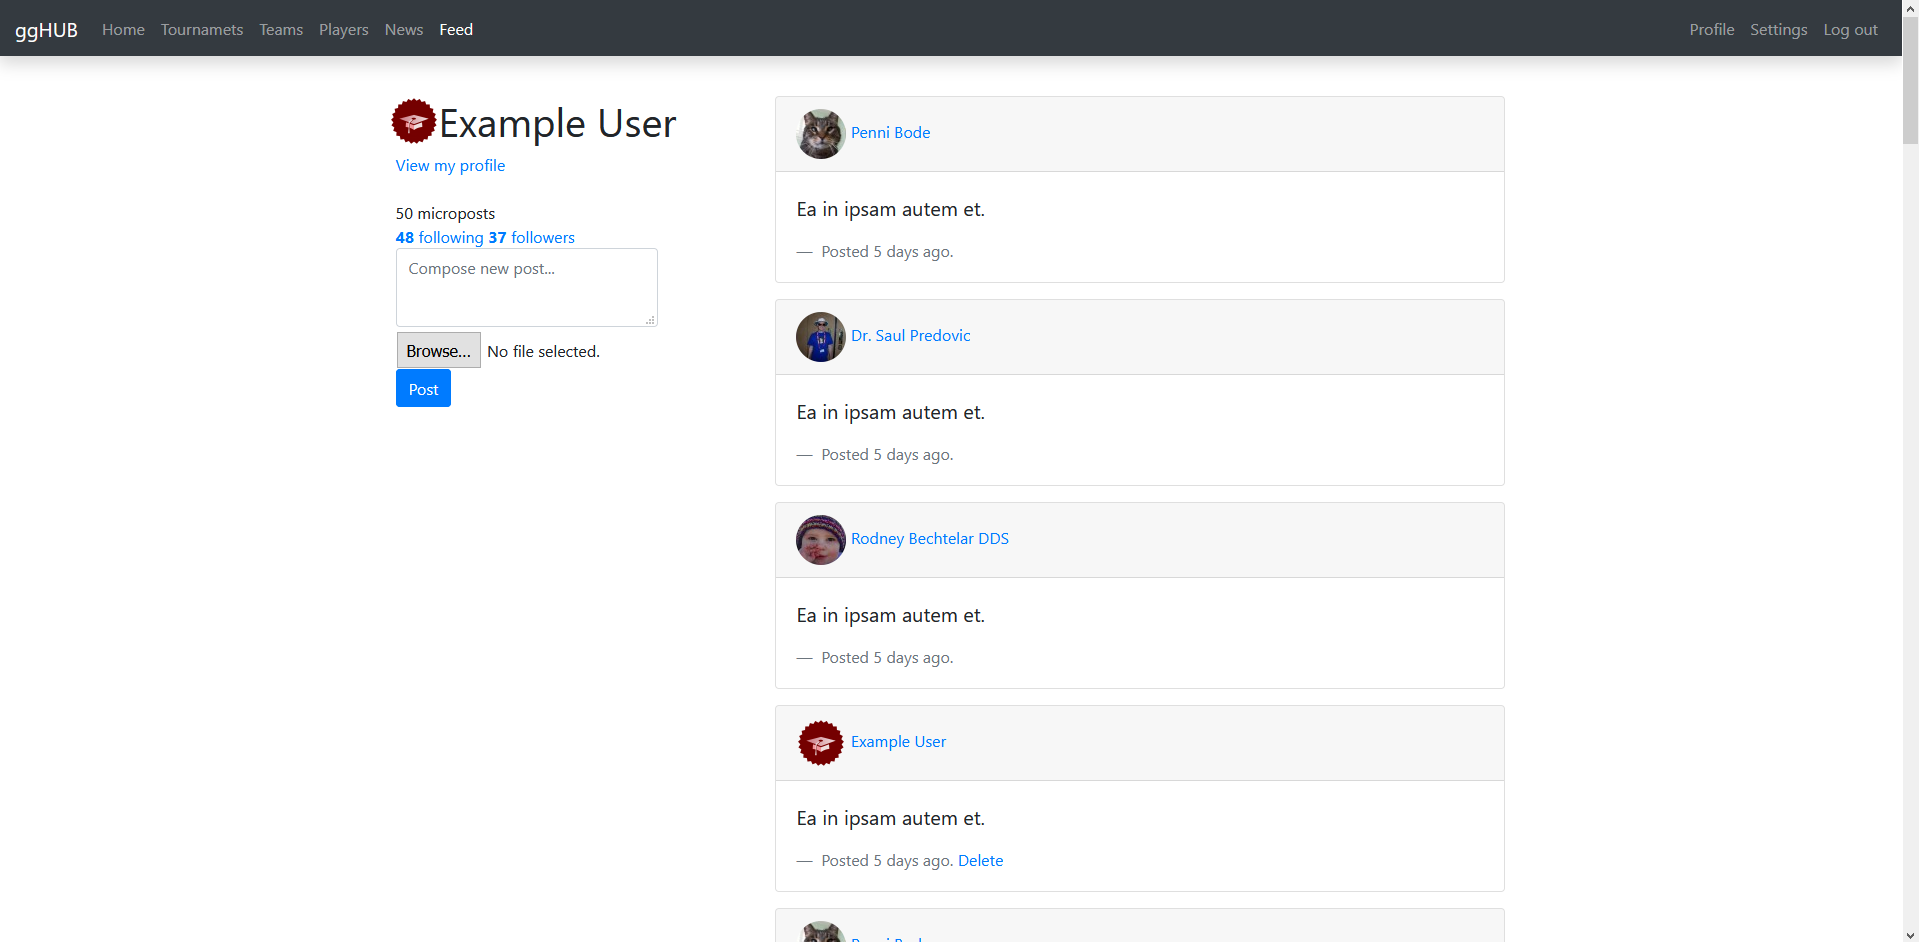 ggHUB Home Tournamets Teams Players News Feed Profile Settings Log out
Example User
View my profile
50 microposts
48 following 37 followers
Compose new post...
Browse... No file selected.
Post
Penni Bode
Ea in ipsam autem et.
— Posted 5 days ago.
Dr. Saul Predovic
Ea in ipsam autem et.
— Posted 5 days ago.
Rodney Bechtelar DDS
Ea in ipsam autem et.
— Posted 5 days ago.
Example User
Ea in ipsam autem et.
— Posted 5 days ago. Delete